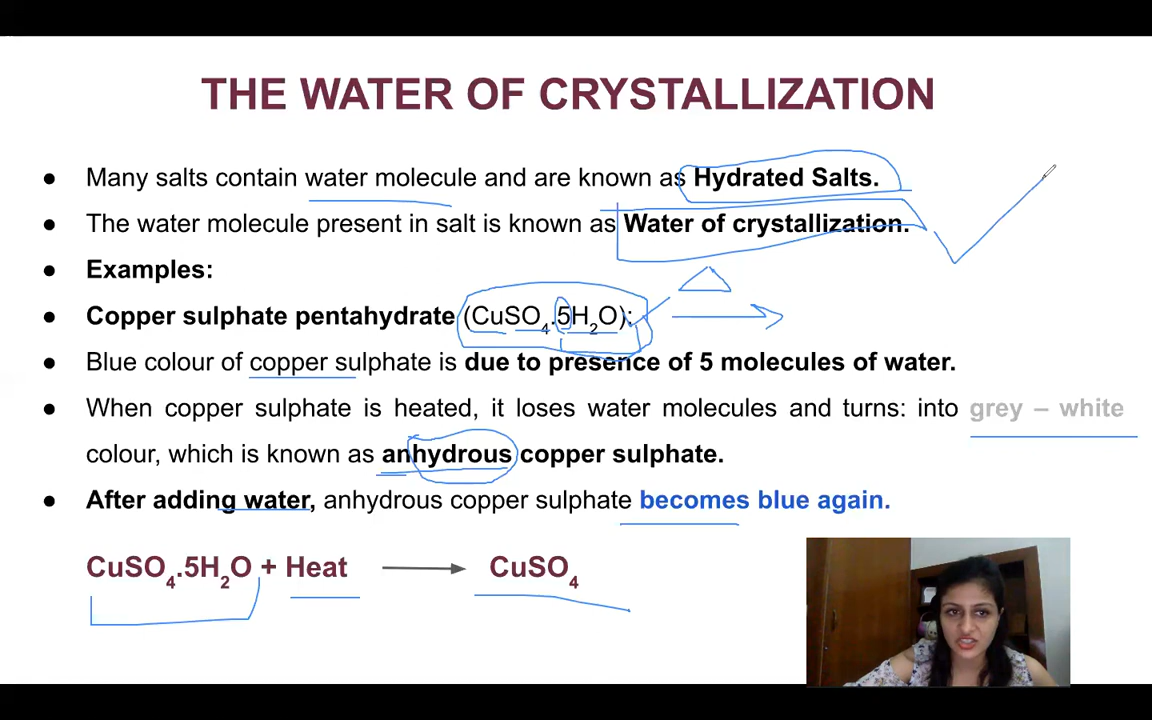 THE WATER OF CRYSTALLIZATION
● Many salts contain water molecule and are known as Hydrated Salts.
● The water molecule present in salt is known as Water of crystallization.
● Examples:
● Copper sulphate pentahydrate (CuSO₄.5H₂O);
● Blue colour of copper sulphate is due to presence of 5 molecules of water.
● When copper sulphate is heated, it loses water molecules and turns: into grey – white
colour, which is known as anhydrous copper sulphate.
● After adding water, anhydrous copper sulphate becomes blue again.
CuSO₄.5H₂O + Heat ⟶ CuSO₄